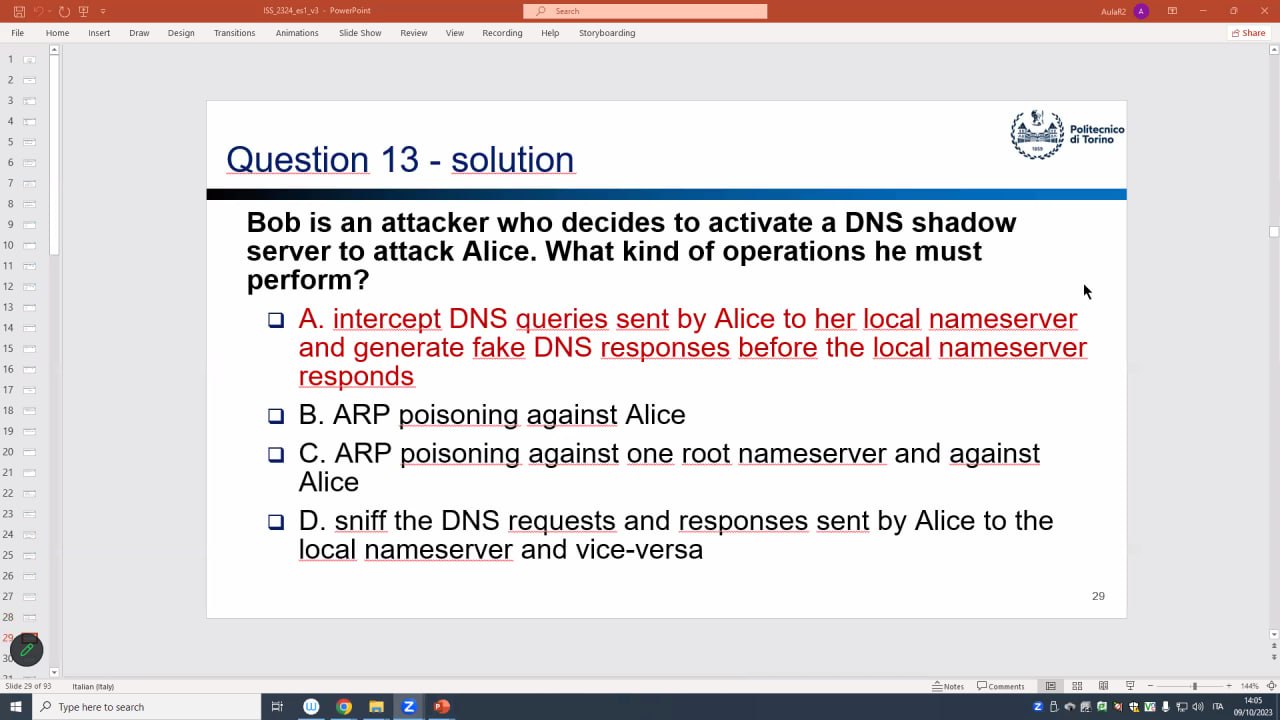 ISS_2324_es1_v3 - PowerPoint
Search
AulaR2
A
File Home Insert Draw Design Transitions Animations Slide Show Review View Recording Help Storyboarding
Share
1
2
3
4
5
6
7
8
9
10
11
12
13
14
15
16
17
18
19
20
21
22
23
24
25
26
27
28
29
30
Politecnico
di Torino
Question 13 - solution
Bob is an attacker who decides to activate a DNS shadow
server to attack Alice. What kind of operations he must
perform?
A. intercept DNS queries sent by Alice to her local nameserver
and generate fake DNS responses before the local nameserver
responds
B. ARP poisoning against Alice
C. ARP poisoning against one root nameserver and against
Alice
D. sniff the DNS requests and responses sent by Alice to the
local nameserver and vice-versa
29
Slide 29 of 93 Italian (Italy) Notes Comments 144%
Type here to search ITA 14:05
09/10/2023